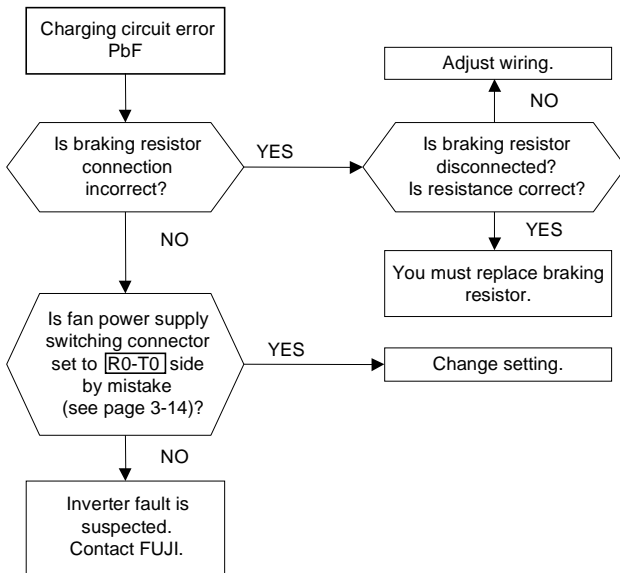 Charging circuit error
PbF
Adjust wiring.
NO
Is braking resistor
connection
incorrect?
YES
Is braking resistor
disconnected?
Is resistance correct?
NO
YES
You must replace braking
resistor.
Is fan power supply
switching connector
set to R0-T0 side
by mistake
(see page 3-14)?
YES
Change setting.
NO
Inverter fault is
suspected.
Contact FUJI.